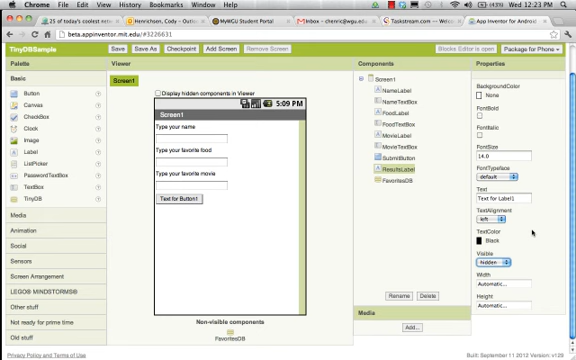 Chrome File Edit View History Bookmarks Window Help
(4:37) Wed 12:23 PM
25 of today's coolest netw
Henrichson, Cody - Outlo
MyWGU Student Portal
M Inbox - chenric@wgu.edu
Taskstream.com - Welcom
App Inventor for Android
beta.appinventor.mit.edu/#3226631
TinyDBSample
Save Save As Checkpoint Add Screen Remove Screen
Blocks Editor is open
Package for Phone
Palette
Basic
Button
Canvas
CheckBox
Clock
Image
Label
ListPicker
PasswordTextBox
TextBox
TinyDB
Media
Animation
Social
Sensors
Screen Arrangement
LEGO® MINDSTORMS®
Other stuff
Not ready for prime time
Old stuff
Viewer
Screen1
Display hidden components in Viewer
5:09 PM
Screen1
Type your name
Type your favorite food
Type your favorite movie
Text for Button1
Non-visible components
FavoritesDB
Components
Screen1
NameLabel
NameTextBox
FoodLabel
FoodTextBox
MovieLabel
MovieTextBox
SubmitButton
ResultsLabel
FavoritesDB
Rename Delete
Media
Add...
Properties
BackgroundColor
None
FontBold
FontItalic
FontSize
14.0
FontTypeface
default
Text
Text for Label1
TextAlignment
left
TextColor
Black
Visible
hidden
Width
Automatic...
Height
Automatic...
Privacy Policy and Terms of Use
Built: September 11 2012 Version: v128